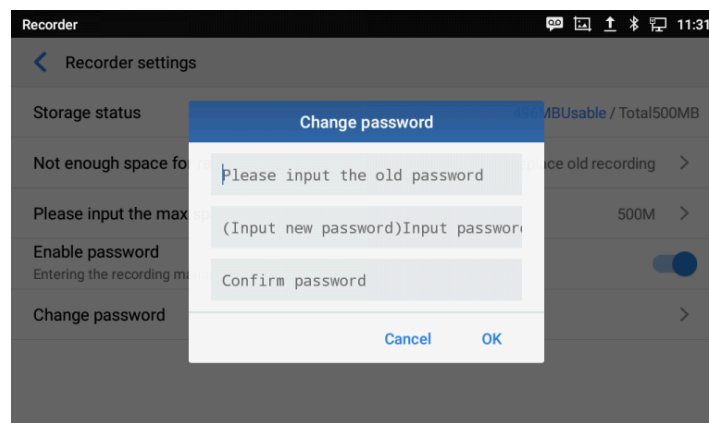 Recorder
11:31
Recorder settings
Storage status
MBUsable / Total500MB
Change password
Not enough space fo
ace old recording
Please input the old password
Please input the max
500M
(Input new password)Input passwor
Enable password
Entering the recording m
Confirm password
Change password
Cancel
OK